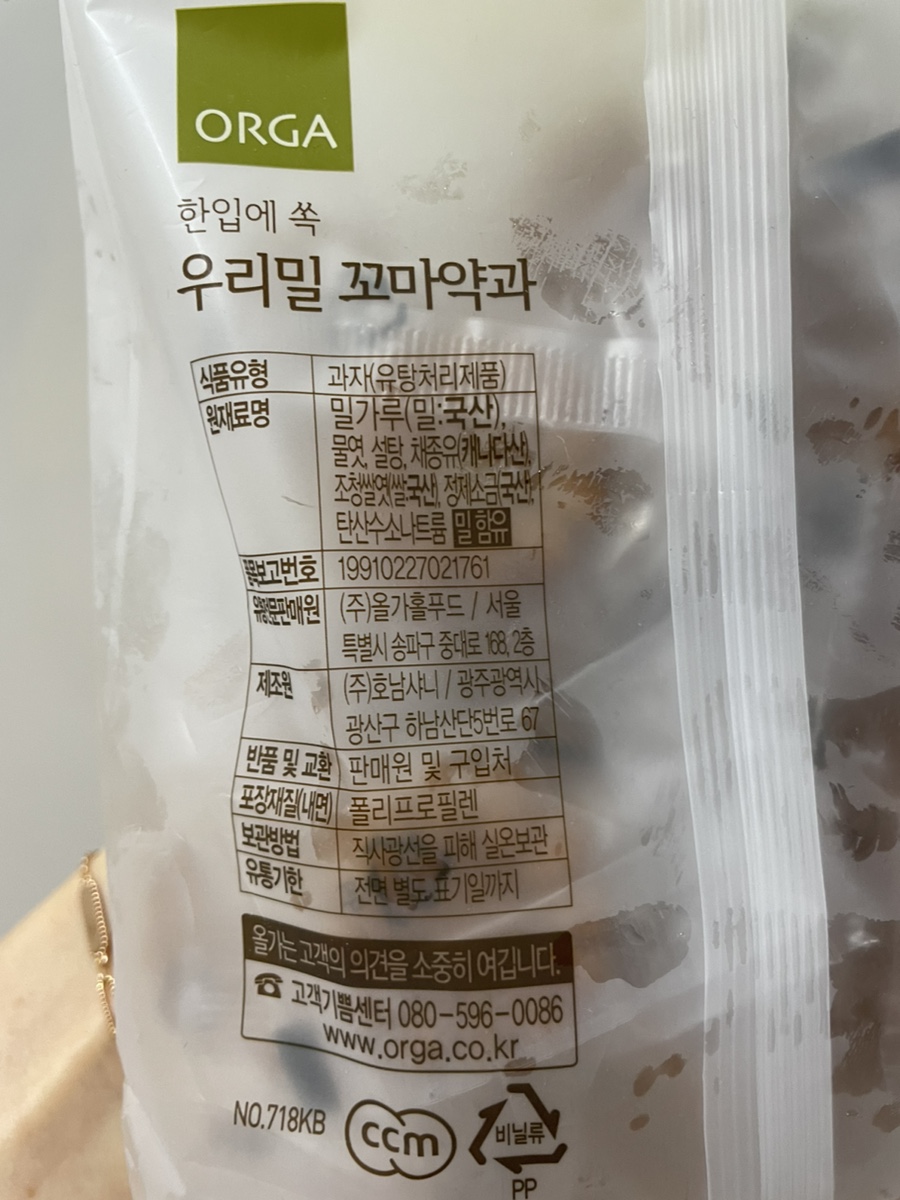 ORGA
한입에 쏙
우리밀 꼬마약과
식품유형 과자(유탕처리제품)
원재료명 밀가루(밀:국산),
물엿, 설탕, 채종유(캐나다산),
조청쌀엿(쌀:국산), 정제소금(국산),
탄산수소나트륨 밀 함유
품목보고번호 19910227021761
유통전문판매원 (주)올가홀푸드 / 서울
특별시 송파구 중대로 168, 2층
제조원 (주)호남샤니 / 광주광역시
광산구 하남산단5번로 67
반품 및 교환 판매원 및 구입처
포장재질(내면) 폴리프로필렌
보관방법 직사광선을 피해 실온보관
유통기한 전면 별도 표기일까지
올가는 고객의 의견을 소중히 여깁니다.
☎ 고객기쁨센터 080-596-0086
www.orga.co.kr
NO.718KB
ccm
비닐류
PP